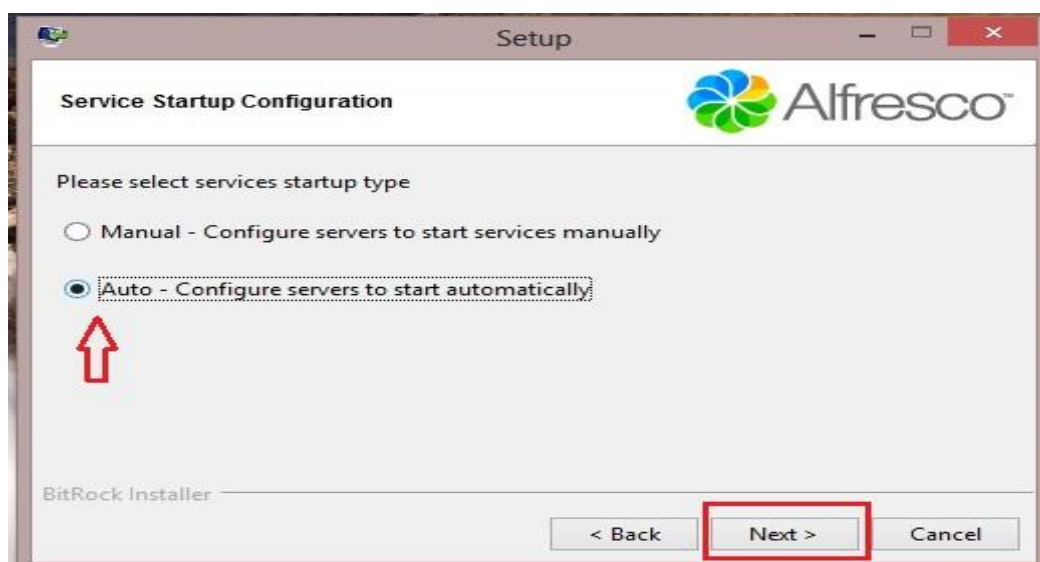 Setup
Service Startup Configuration
Alfresco™
Please select services startup type
Manual - Configure servers to start services manually
Auto - Configure servers to start automatically
BitRock Installer
< Back Next > Cancel